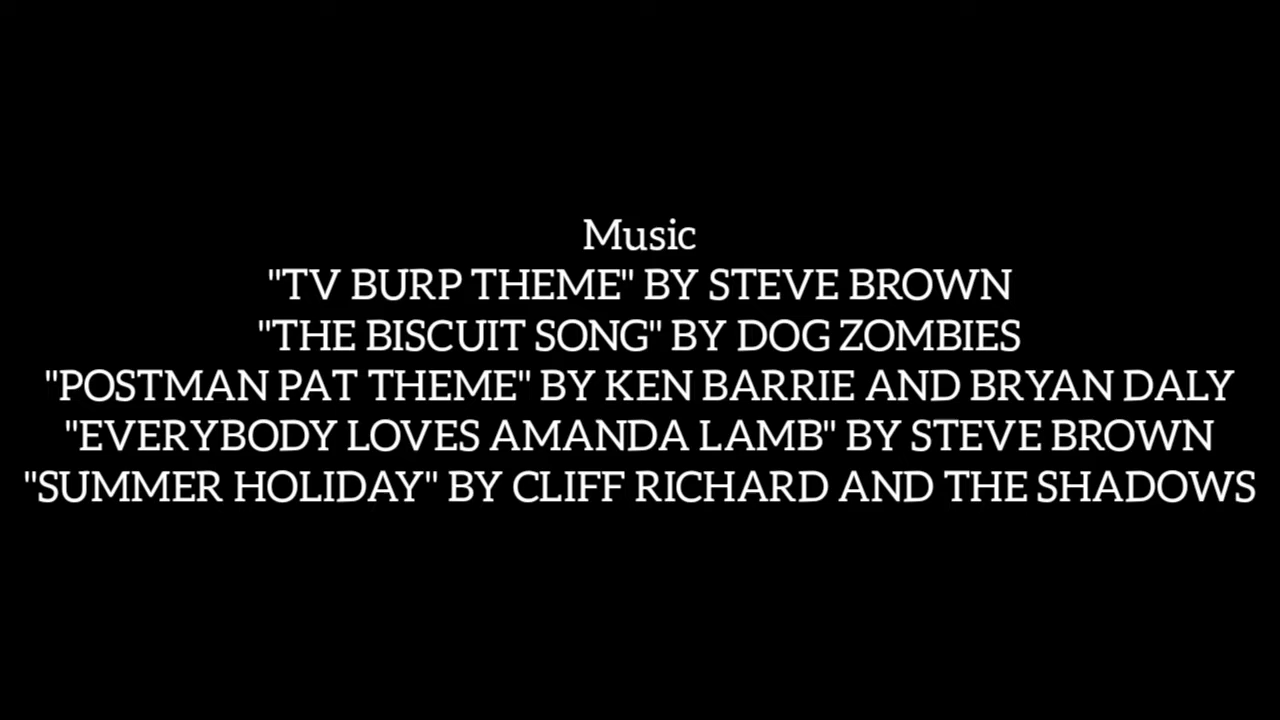 Music
"TV BURP THEME" BY STEVE BROWN
"THE BISCUIT SONG" BY DOG ZOMBIES
"POSTMAN PAT THEME" BY KEN BARRIE AND BRYAN DALY
"EVERYBODY LOVES AMANDA LAMB" BY STEVE BROWN
"SUMMER HOLIDAY" BY CLIFF RICHARD AND THE SHADOWS